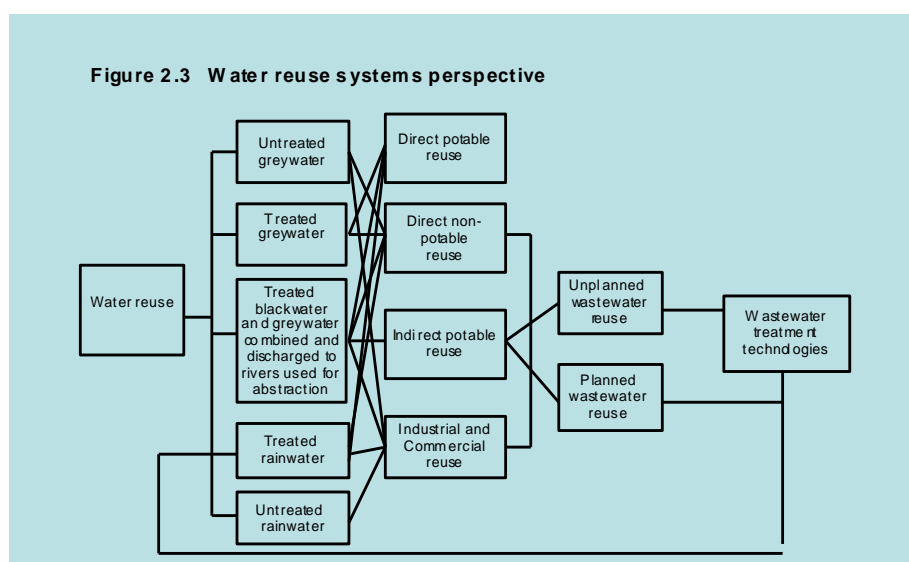 Figure 2.3 Water reuse systems perspective
Untreated
greywater
Direct potable
reuse
Treated
greywater
Direct non-
potable
reuse
Water reuse
Treated
blackwater
and greywater
combined and
discharged to
rivers used for
abstraction
Indirect potable
reuse
Unplanned
wastewater
reuse
Wastewater
treatment
technologies
Planned
wastewater
reuse
Treated
rainwater
Industrial and
Commercial
reuse
Untreated
rainwater